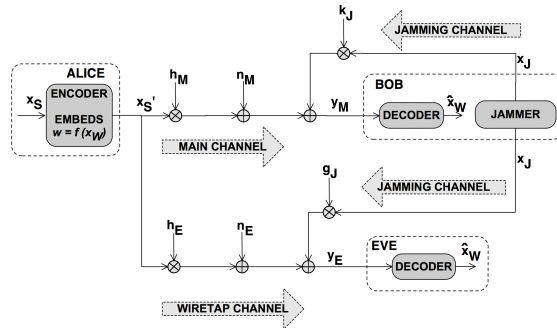 k_J
JAMMING CHANNEL
x_J
ALICE
ENCODER
EMBEDS
w = f (x_W)
x_S
x_S'
h_M
n_M
y_M
BOB
DECODER
x̂_W
JAMMER
MAIN CHANNEL
x_J
g_J
JAMMING CHANNEL
h_E
n_E
y_E
EVE
DECODER
x̂_W
WIRETAP CHANNEL